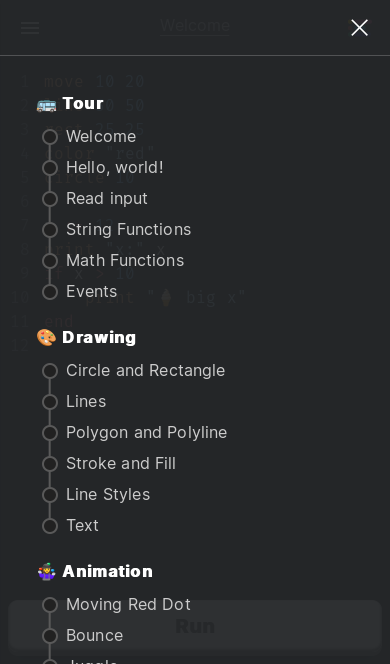 Welcome
🚌 Tour
Welcome
Hello, world!
Read input
String Functions
Math Functions
Events
🎨 Drawing
Circle and Rectangle
Lines
Polygon and Polyline
Stroke and Fill
Line Styles
Text
🤹 Animation
Moving Red Dot
Run
Bounce
Juggle